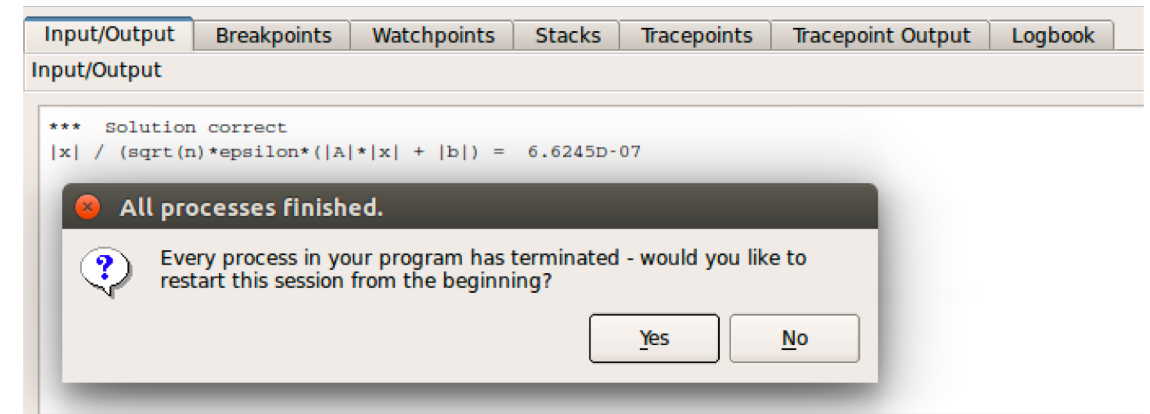 Input/Output Breakpoints Watchpoints Stacks Tracepoints Tracepoint Output Logbook
Input/Output
*** Solution correct
|x| / (sqrt(n)*epsilon*(|A|*|x| + |b|) = 6.6245D-07
All processes finished.
Every process in your program has terminated - would you like to
restart this session from the beginning?
Yes No